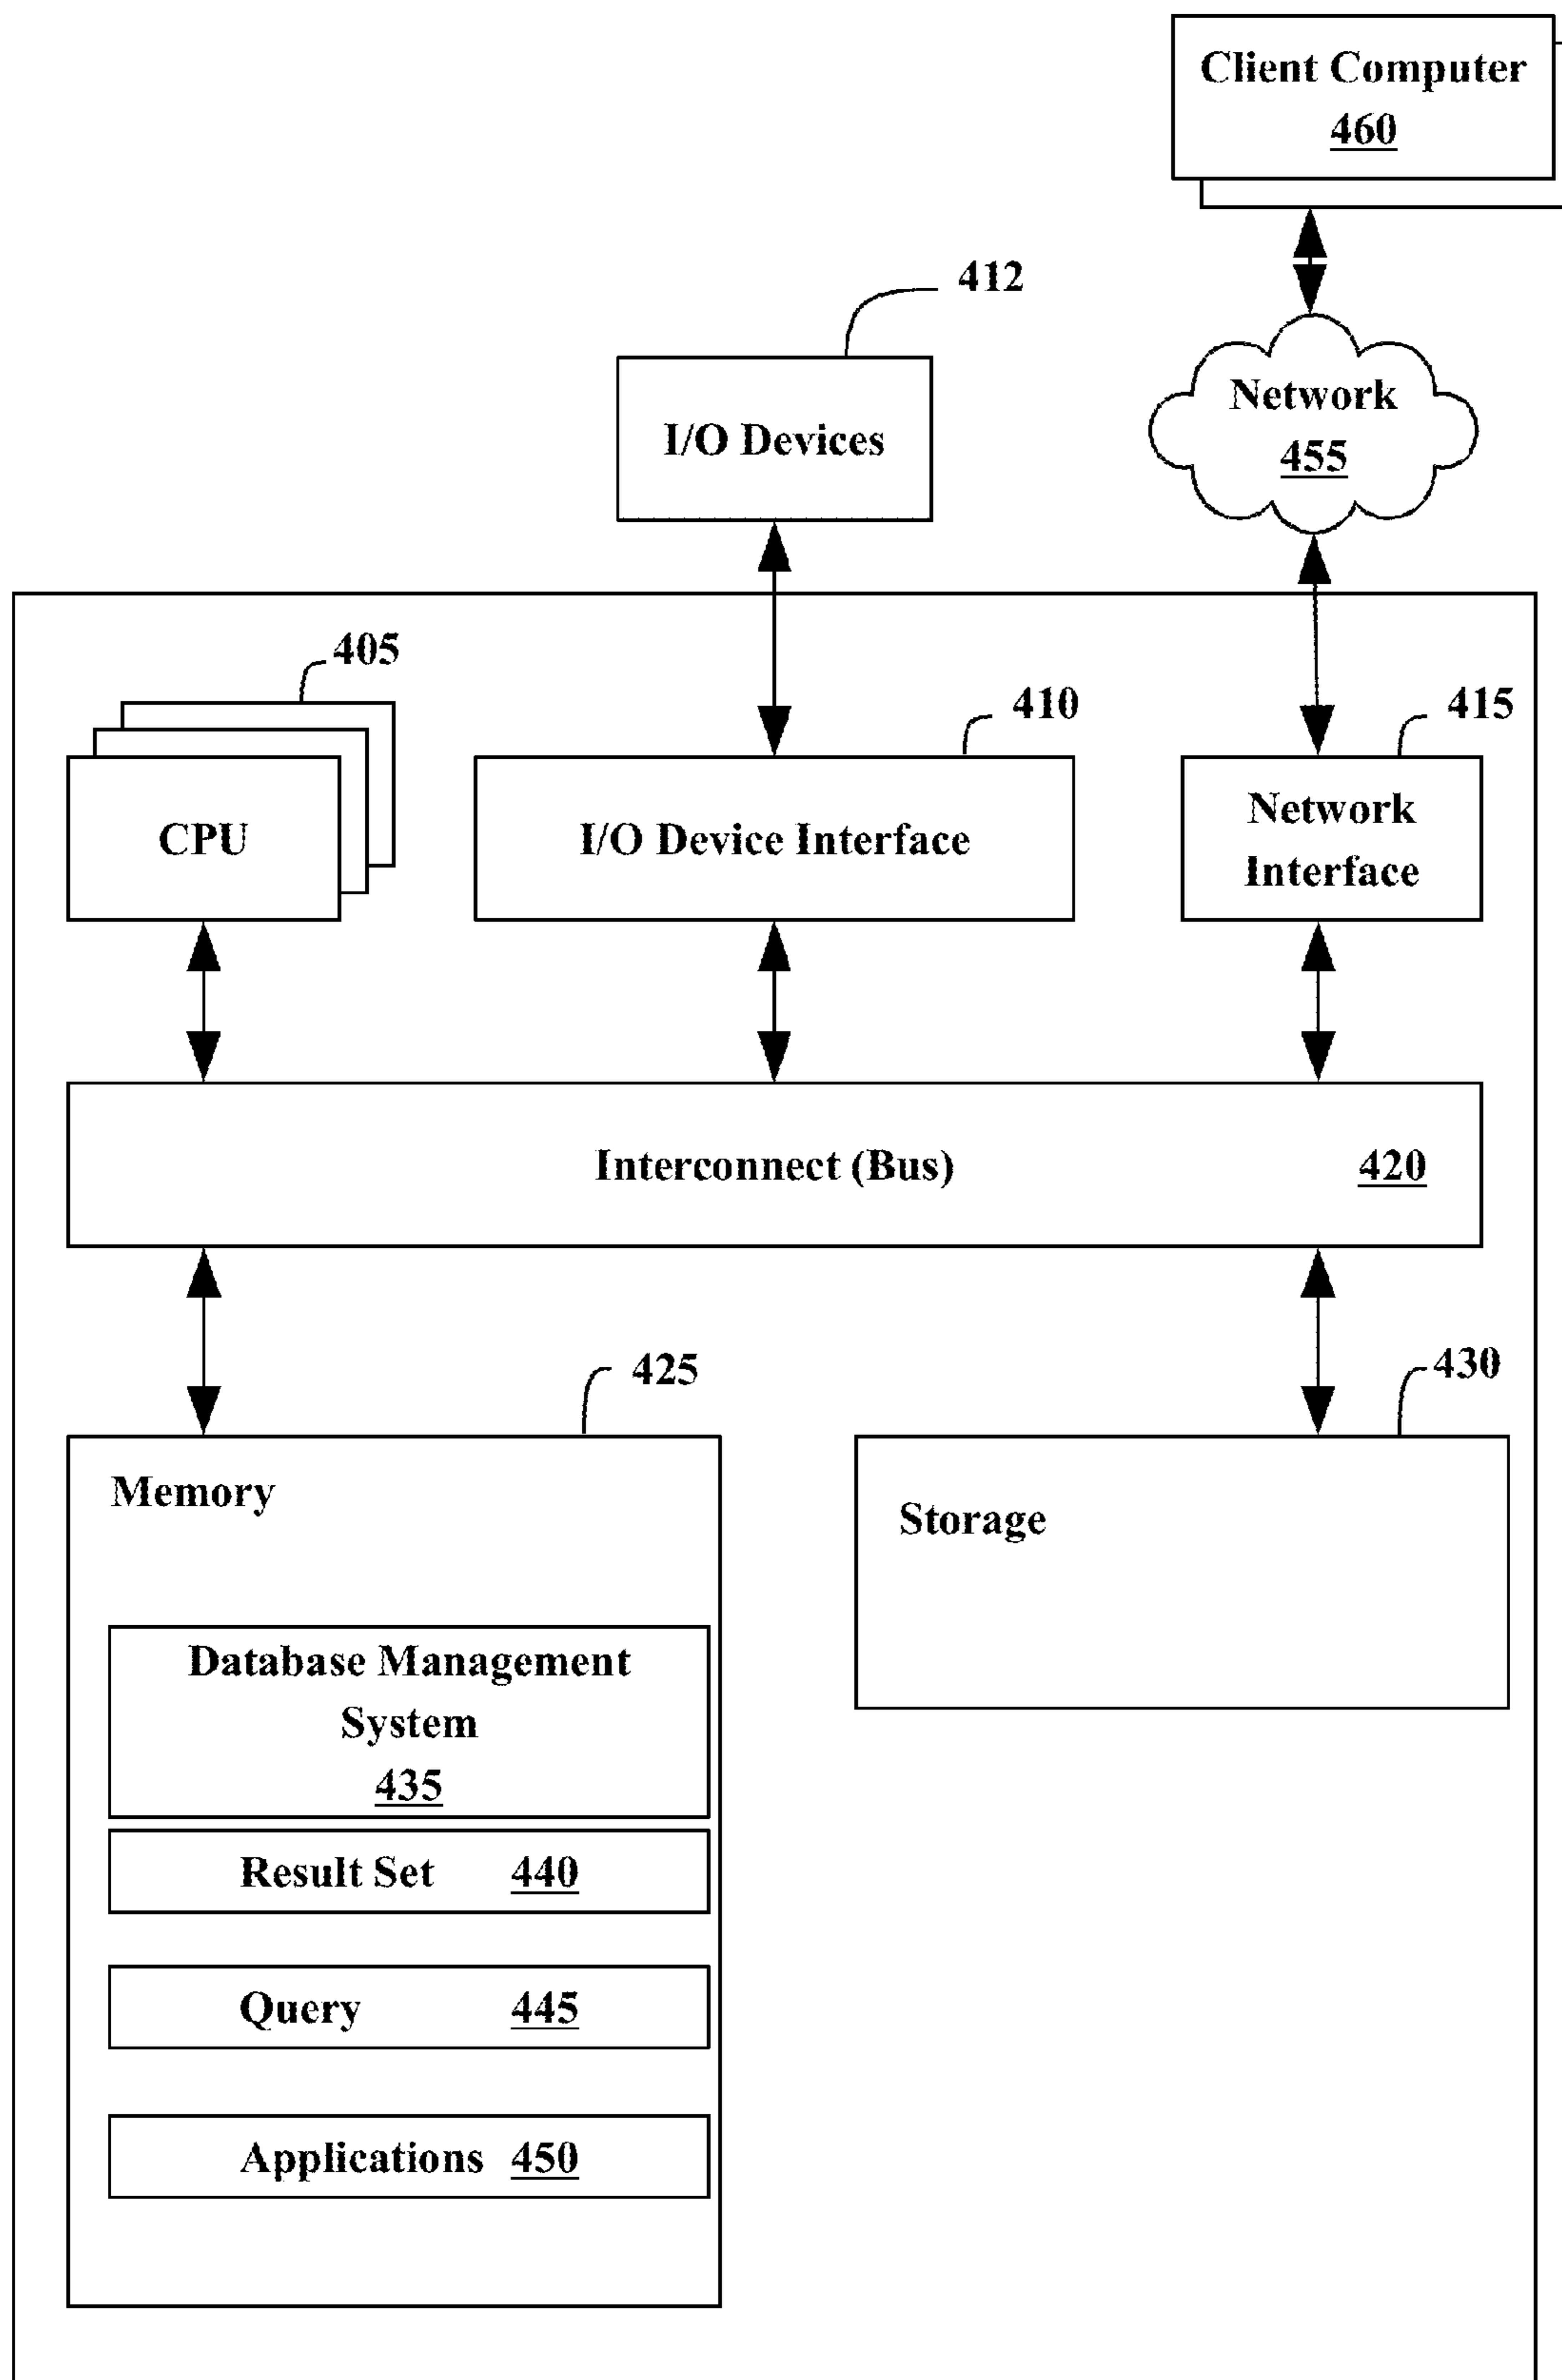 Client Computer
460
412
I/O Devices
Network
455
405
410
415
CPU
I/O Device Interface
Network
Interface
Interconnect (Bus)
420
425
430
Memory
Storage
Database Management
System
435
Result Set 440
Query 445
Applications 450